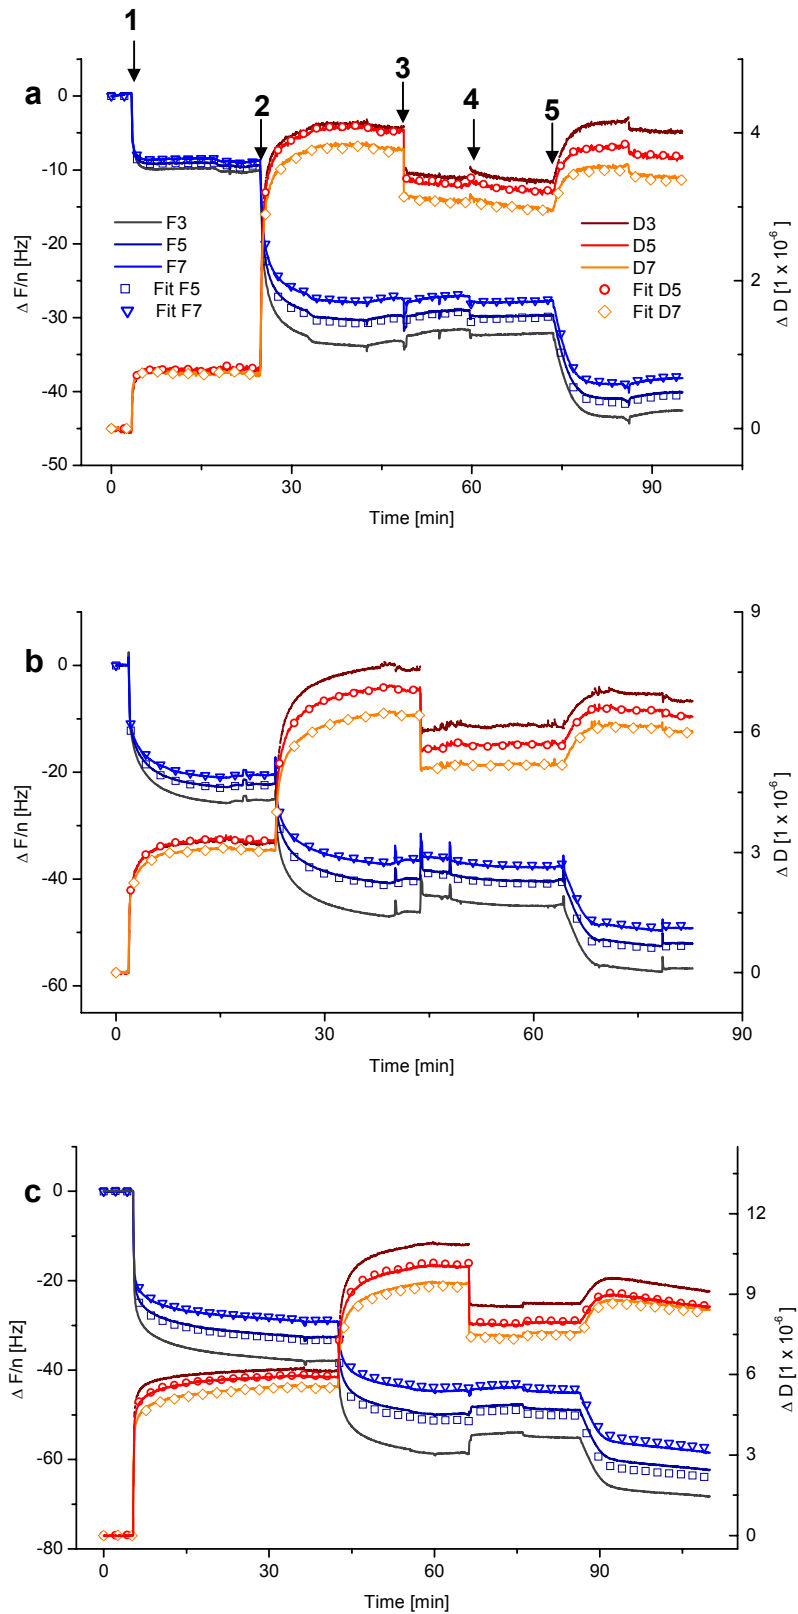 1
a
2
3
4
5
0
-10
-20
-30
-40
-50
Δ F/n [Hz]
F3
F5
F7
Fit F5
Fit F7
D3
D5
D7
Fit D5
Fit D7
4
2
0
Δ D [1 x 10⁻⁶]
0 30 60 90
Time [min]
b
0
-20
-40
-60
Δ F/n [Hz]
9
6
3
0
Δ D [1 x 10⁻⁶]
0 30 60 90
Time [min]
c
0
-20
-40
-60
-80
Δ F/n [Hz]
12
9
6
3
0
Δ D [1 x 10⁻⁶]
0 30 60 90
Time [min]